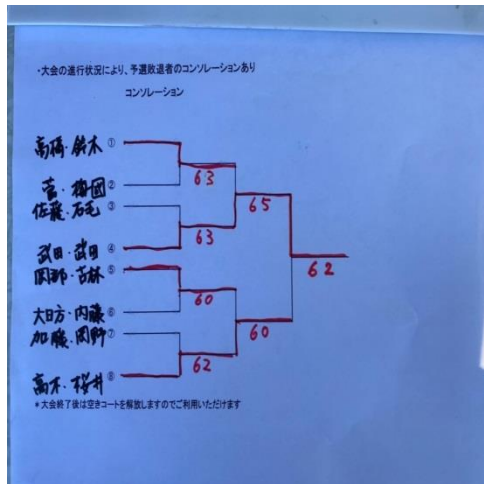 ・大会の進行状況により、予選敗退者のコンソレーションあり
コンソレーション
高橋・鈴木 ①
63
菅・梅國 ②
65
佐藤・石毛 ③
63
武田・武田 ④
62
岡部・古林 ⑤
60
大日方・内藤 ⑥
60
加藤・岡野 ⑦
62
高木・桜井 ⑧
*大会終了後は空きコートを解放しますのでご利用いただけます